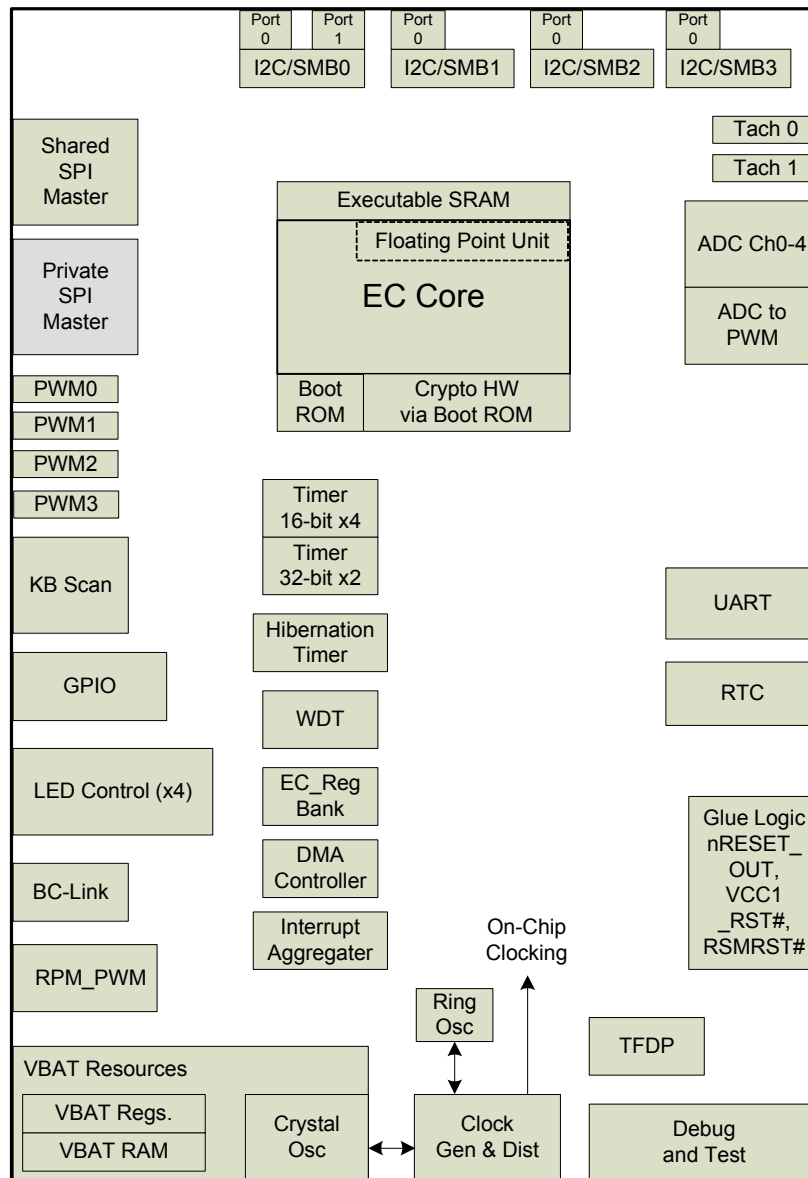 Port
0
Port
1
Port
0
Port
0
Port
0
I2C/SMB0
I2C/SMB1
I2C/SMB2
I2C/SMB3
Shared
SPI
Master
Tach 0
Tach 1
Executable SRAM
Floating Point Unit
EC Core
Boot
ROM
Crypto HW
via Boot ROM
Private
SPI
Master
ADC Ch0-4
ADC to
PWM
PWM0
PWM1
PWM2
PWM3
Timer
16-bit x4
Timer
32-bit x2
KB Scan
UART
Hibernation
Timer
GPIO
RTC
WDT
LED Control (x4)
EC_Reg
Bank
Glue Logic
nRESET_
OUT,
VCC1
_RST#,
RSMRST#
DMA
Controller
BC-Link
Interrupt
Aggregater
On-Chip
Clocking
RPM_PWM
Ring
Osc
TFDP
VBAT Resources
VBAT Regs.
VBAT RAM
Crystal
Osc
Clock
Gen & Dist
Debug
and Test